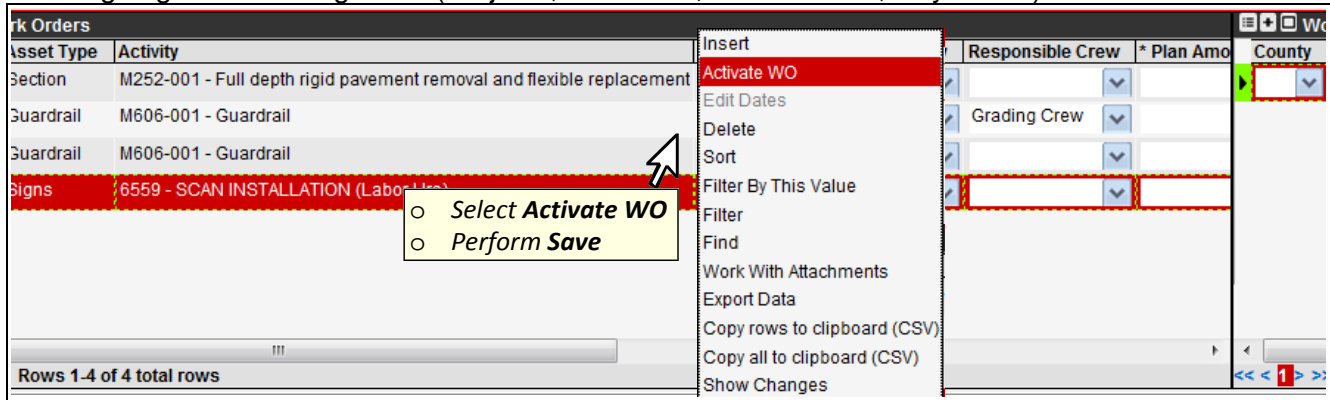 rk Orders
Wo
Asset Type Activity Responsible Crew * Plan Amo County
Section M252-001 - Full depth rigid pavement removal and flexible replacement
Guardrail M606-001 - Guardrail Grading Crew
Guardrail M606-001 - Guardrail
Signs 6559 - SCAN INSTALLATION (Labor Hrs)
o Select Activate WO
o Perform Save
Insert
Activate WO
Edit Dates
Delete
Sort
Filter By This Value
Filter
Find
Work With Attachments
Export Data
Copy rows to clipboard (CSV)
Copy all to clipboard (CSV)
Show Changes
Rows 1-4 of 4 total rows
<< < 1 > >>